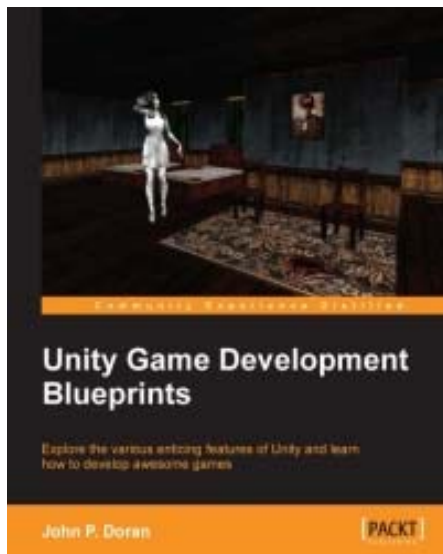 Community Experience Distilled
Unity Game Development
Blueprints
Explore the various enticing features of Unity and learn
how to develop awesome games
John P. Doran
[PACKT]